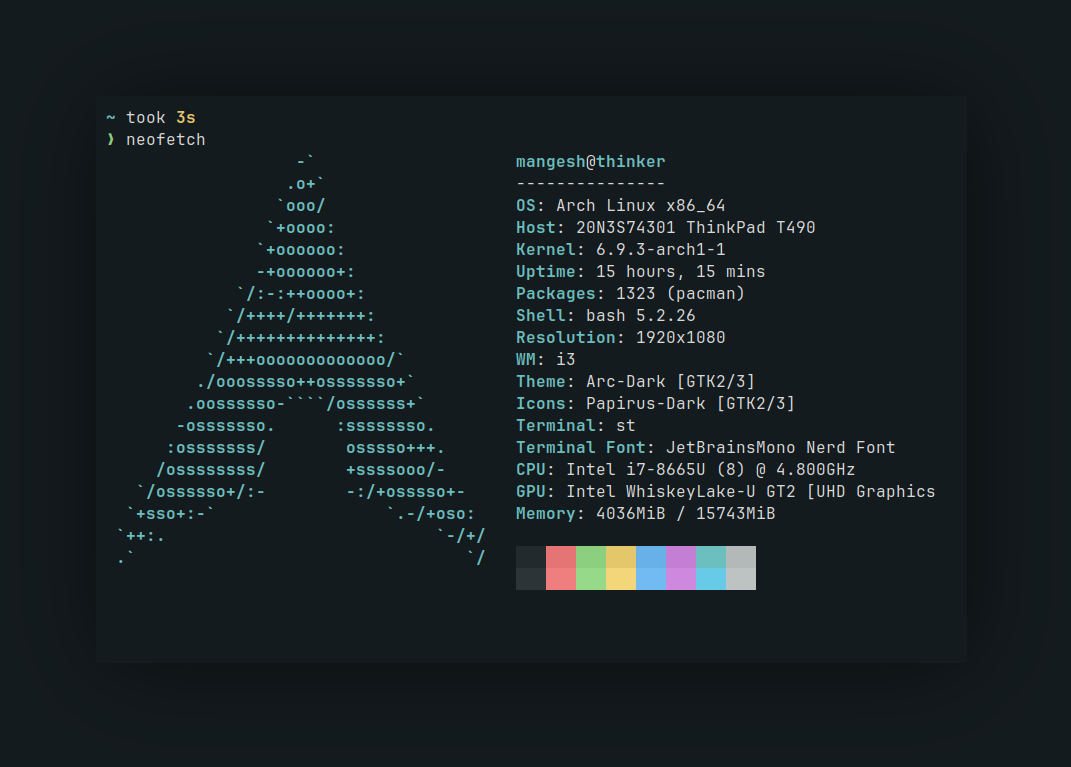 ~ took 3s
❯ neofetch
                   -`                    mangesh@thinker
                  .o+`                   ---------------
                 `ooo/                   OS: Arch Linux x86_64
                `+oooo:                  Host: 20N3S74301 ThinkPad T490
               `+oooooo:                 Kernel: 6.9.3-arch1-1
               -+oooooo+:                Uptime: 15 hours, 15 mins
             `/:-:++oooo+:               Packages: 1323 (pacman)
            `/++++/+++++++:              Shell: bash 5.2.26
           `/++++++++++++++:             Resolution: 1920x1080
          `/+++ooooooooooooo/`           WM: i3
         ./ooosssso++osssssso+`          Theme: Arc-Dark [GTK2/3]
        .oossssso-````/ossssss+`         Icons: Papirus-Dark [GTK2/3]
       -osssssso.      :ssssssso.        Terminal: st
      :osssssss/        osssso+++.       Terminal Font: JetBrainsMono Nerd Font
     /ossssssss/        +ssssooo/-       CPU: Intel i7-8665U (8) @ 4.800GHz
   `/ossssso+/:-        -:/+osssso+-     GPU: Intel WhiskeyLake-U GT2 [UHD Graphics
  `+sso+:-`                 `.-/+oso:    Memory: 4036MiB / 15743MiB
 `++:.                           `-/+/
 .`                                 `/